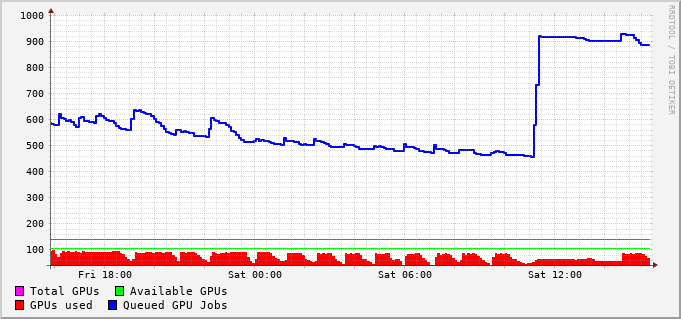 1000
900
800
700
600
500
400
300
200
100
Fri 18:00 Sat 00:00 Sat 06:00 Sat 12:00
Total GPUs Available GPUs
GPUs used Queued GPU Jobs
RRDTOOL / TOBI OETIKER